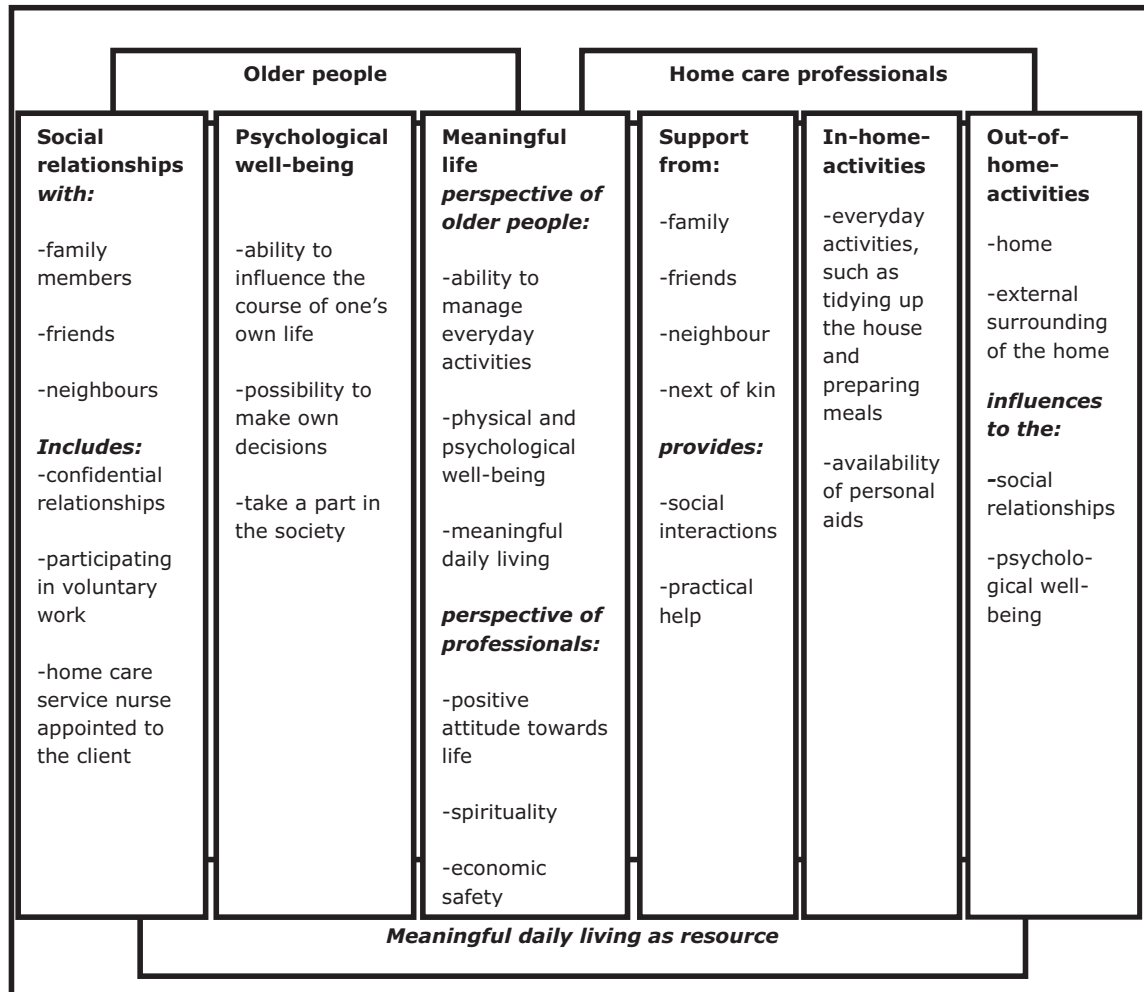 Older people
Home care professionals
Social
relationships
with:
-family
members
-friends
-neighbours
Includes:
-confidential
relationships
-participating
in voluntary
work
-home care
service nurse
appointed to
the client
Psychological
well-being
-ability to
influence the
course of one's
own life
-possibility to
make own
decisions
-take a part in
the society
Meaningful
life
perspective of
older people:
-ability to
manage
everyday
activities
-physical and
psychological
well-being
-meaningful
daily living
perspective of
professionals:
-positive
attitude towards
life
-spirituality
-economic
safety
Support
from:
-family
-friends
-neighbour
-next of kin
provides:
-social
interactions
-practical
help
In-home-
activities
-everyday
activities,
such as
tidying up
the house
and
preparing
meals
-availability
of personal
aids
Out-of-
home-
activities
-home
-external
surrounding
of the home
influences
to the:
-social
relationships
-psycholo-
gical well-
being
Meaningful daily living as resource